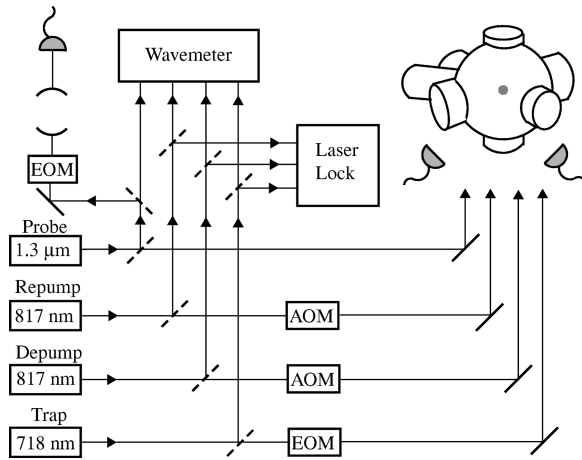 Wavemeter
EOM
Laser
Lock
Probe
1.3 μm
Repump
817 nm
AOM
Depump
817 nm
AOM
Trap
718 nm
EOM